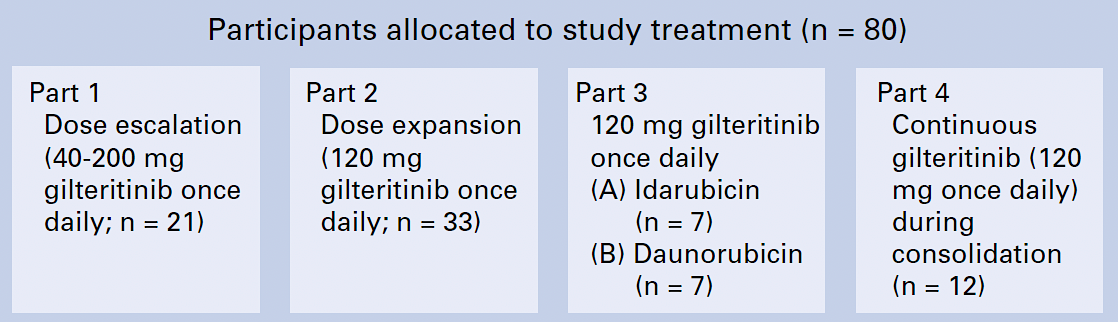 Participants allocated to study treatment (n = 80)
Part 1
Dose escalation
(40-200 mg
gilteritinib once
daily; n = 21)
Part 2
Dose expansion
(120 mg
gilteritinib once
daily; n = 33)
Part 3
120 mg gilteritinib
once daily
(A) Idarubicin
(n = 7)
(B) Daunorubicin
(n = 7)
Part 4
Continuous
gilteritinib (120
mg once daily)
during
consolidation
(n = 12)